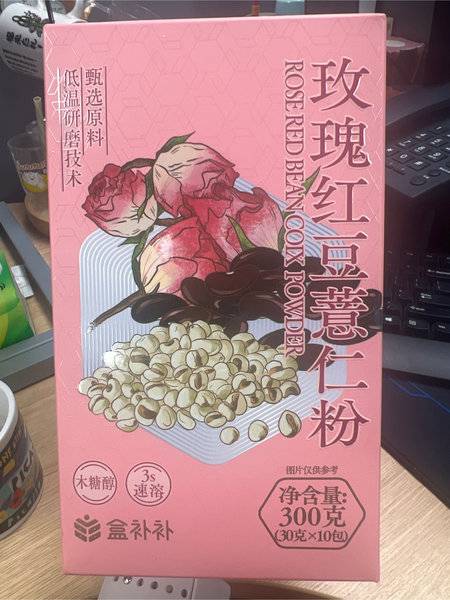 玫瑰红豆薏仁粉
ROSE RED BEAN COIX POWDER
甄选原料
低温研磨技术
木糖醇
3s
速溶
盒补补
图片仅供参考
净含量:
300克
(30克×10包)